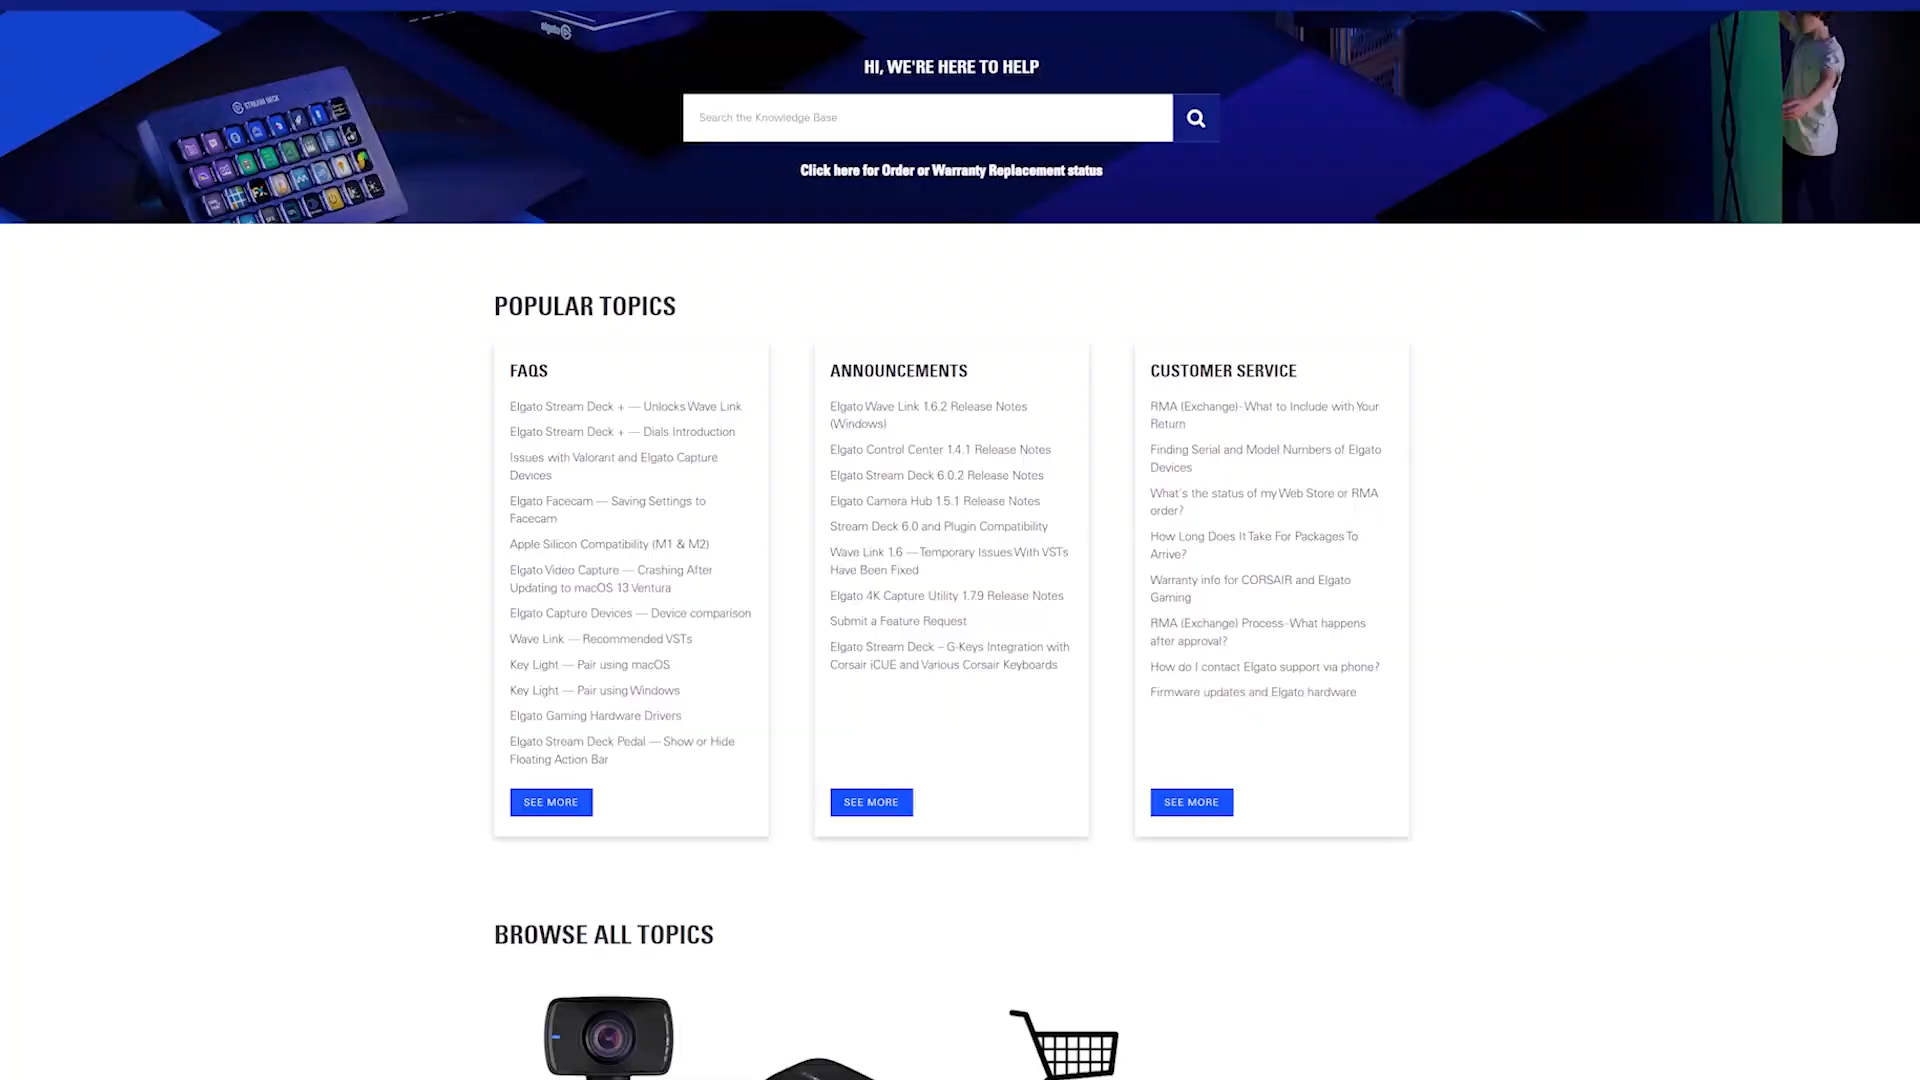 elgato
STREAM DECK
HI, WE'RE HERE TO HELP
Search the Knowledge Base
Click here for Order or Warranty Replacement status
POPULAR TOPICS
FAQS
Elgato Stream Deck + — Unlocks Wave Link
Elgato Stream Deck + — Dials Introduction
Issues with Valorant and Elgato Capture
Devices
Elgato Facecam — Saving Settings to
Facecam
Apple Silicon Compatibility (M1 & M2)
Elgato Video Capture — Crashing After
Updating to macOS 13 Ventura
Elgato Capture Devices — Device comparison
Wave Link — Recommended VSTs
Key Light — Pair using macOS
Key Light — Pair using Windows
Elgato Gaming Hardware Drivers
Elgato Stream Deck Pedal — Show or Hide
Floating Action Bar
SEE MORE
ANNOUNCEMENTS
Elgato Wave Link 1.6.2 Release Notes
(Windows)
Elgato Control Center 1.4.1 Release Notes
Elgato Stream Deck 6.0.2 Release Notes
Elgato Camera Hub 1.5.1 Release Notes
Stream Deck 6.0 and Plugin Compatibility
Wave Link 1.6 — Temporary Issues With VSTs
Have Been Fixed
Elgato 4K Capture Utility 1.7.9 Release Notes
Submit a Feature Request
Elgato Stream Deck – G-Keys Integration with
Corsair iCUE and Various Corsair Keyboards
SEE MORE
CUSTOMER SERVICE
RMA (Exchange)- What to Include with Your
Return
Finding Serial and Model Numbers of Elgato
Devices
What's the status of my Web Store or RMA
order?
How Long Does It Take For Packages To
Arrive?
Warranty info for CORSAIR and Elgato
Gaming
RMA (Exchange) Process- What happens
after approval?
How do I contact Elgato support via phone?
Firmware updates and Elgato hardware
SEE MORE
BROWSE ALL TOPICS